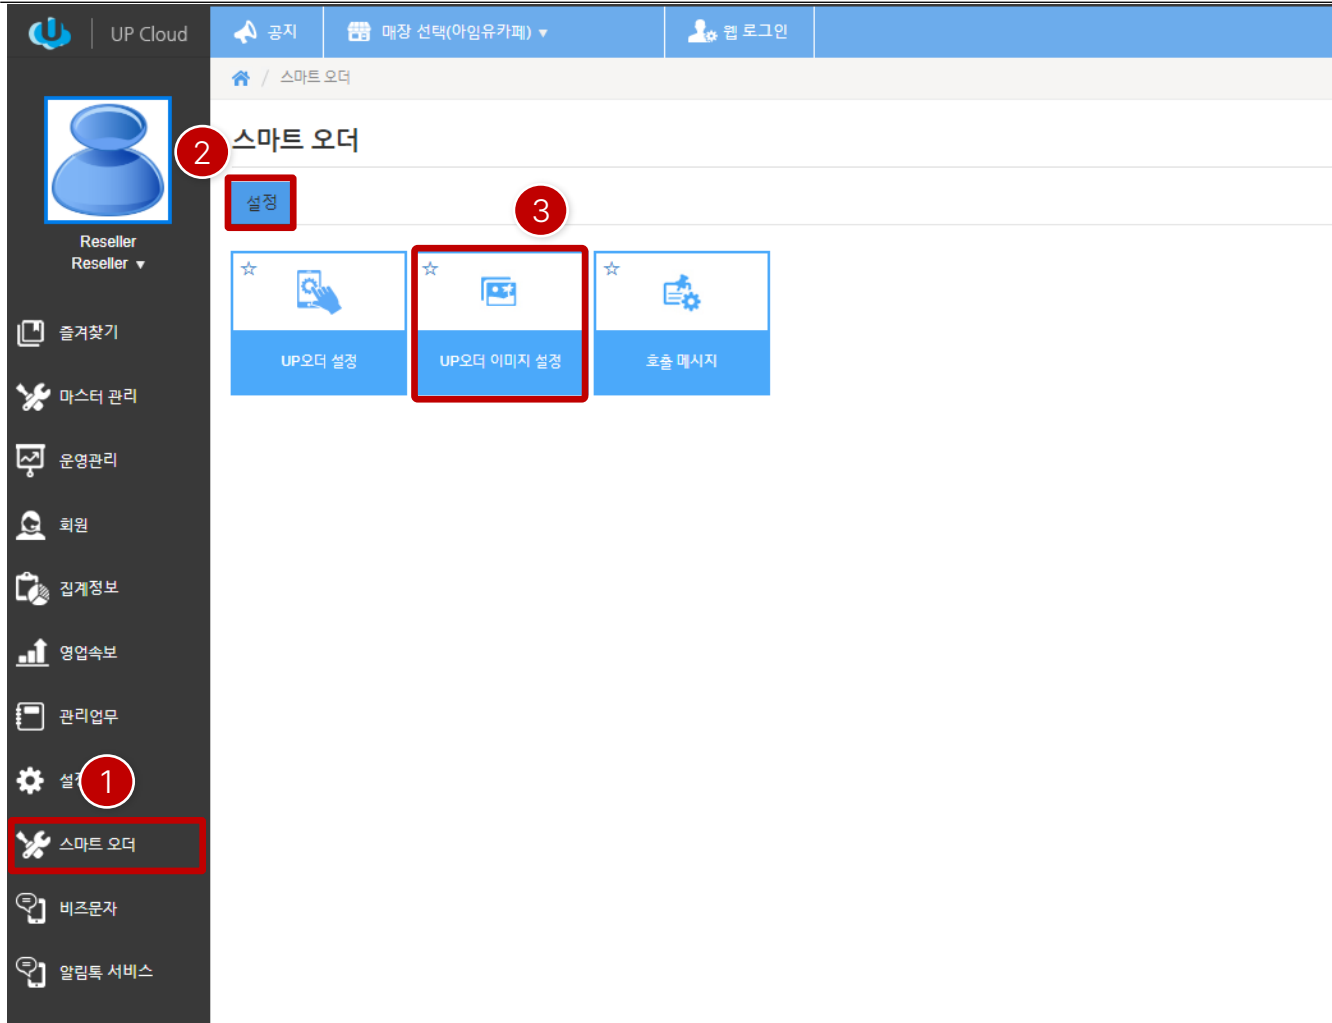 UP Cloud
공지
매장 선택(아임유카페) ▼
웹 로그인
/ 스마트 오더
스마트 오더
2
설정
3
Reseller
Reseller ▼
UP오더 설정
UP오더 이미지 설정
호출 메시지
즐겨찾기
마스터 관리
운영관리
회원
집계정보
영업속보
관리업무
1
스마트 오더
비즈문자
알림톡 서비스